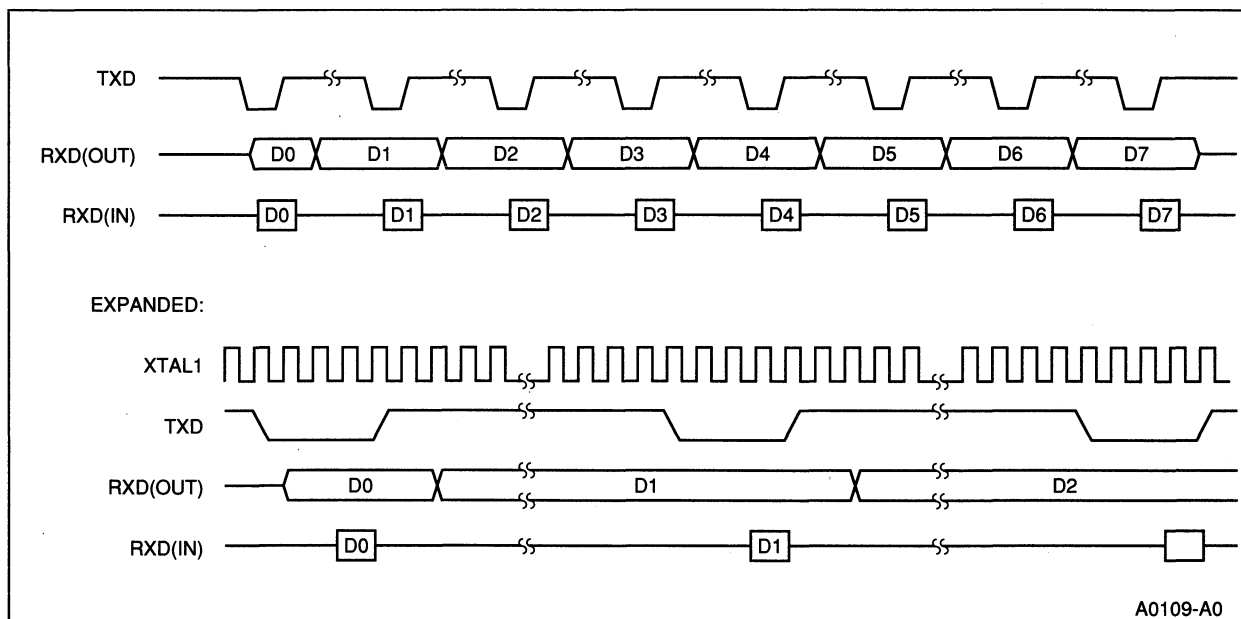 TXD
RXD(OUT) D0 D1 D2 D3 D4 D5 D6 D7
RXD(IN) D0 D1 D2 D3 D4 D5 D6 D7
EXPANDED:
XTAL1
TXD
RXD(OUT) D0 D1 D2
RXD(IN) D0 D1
A0109-A0